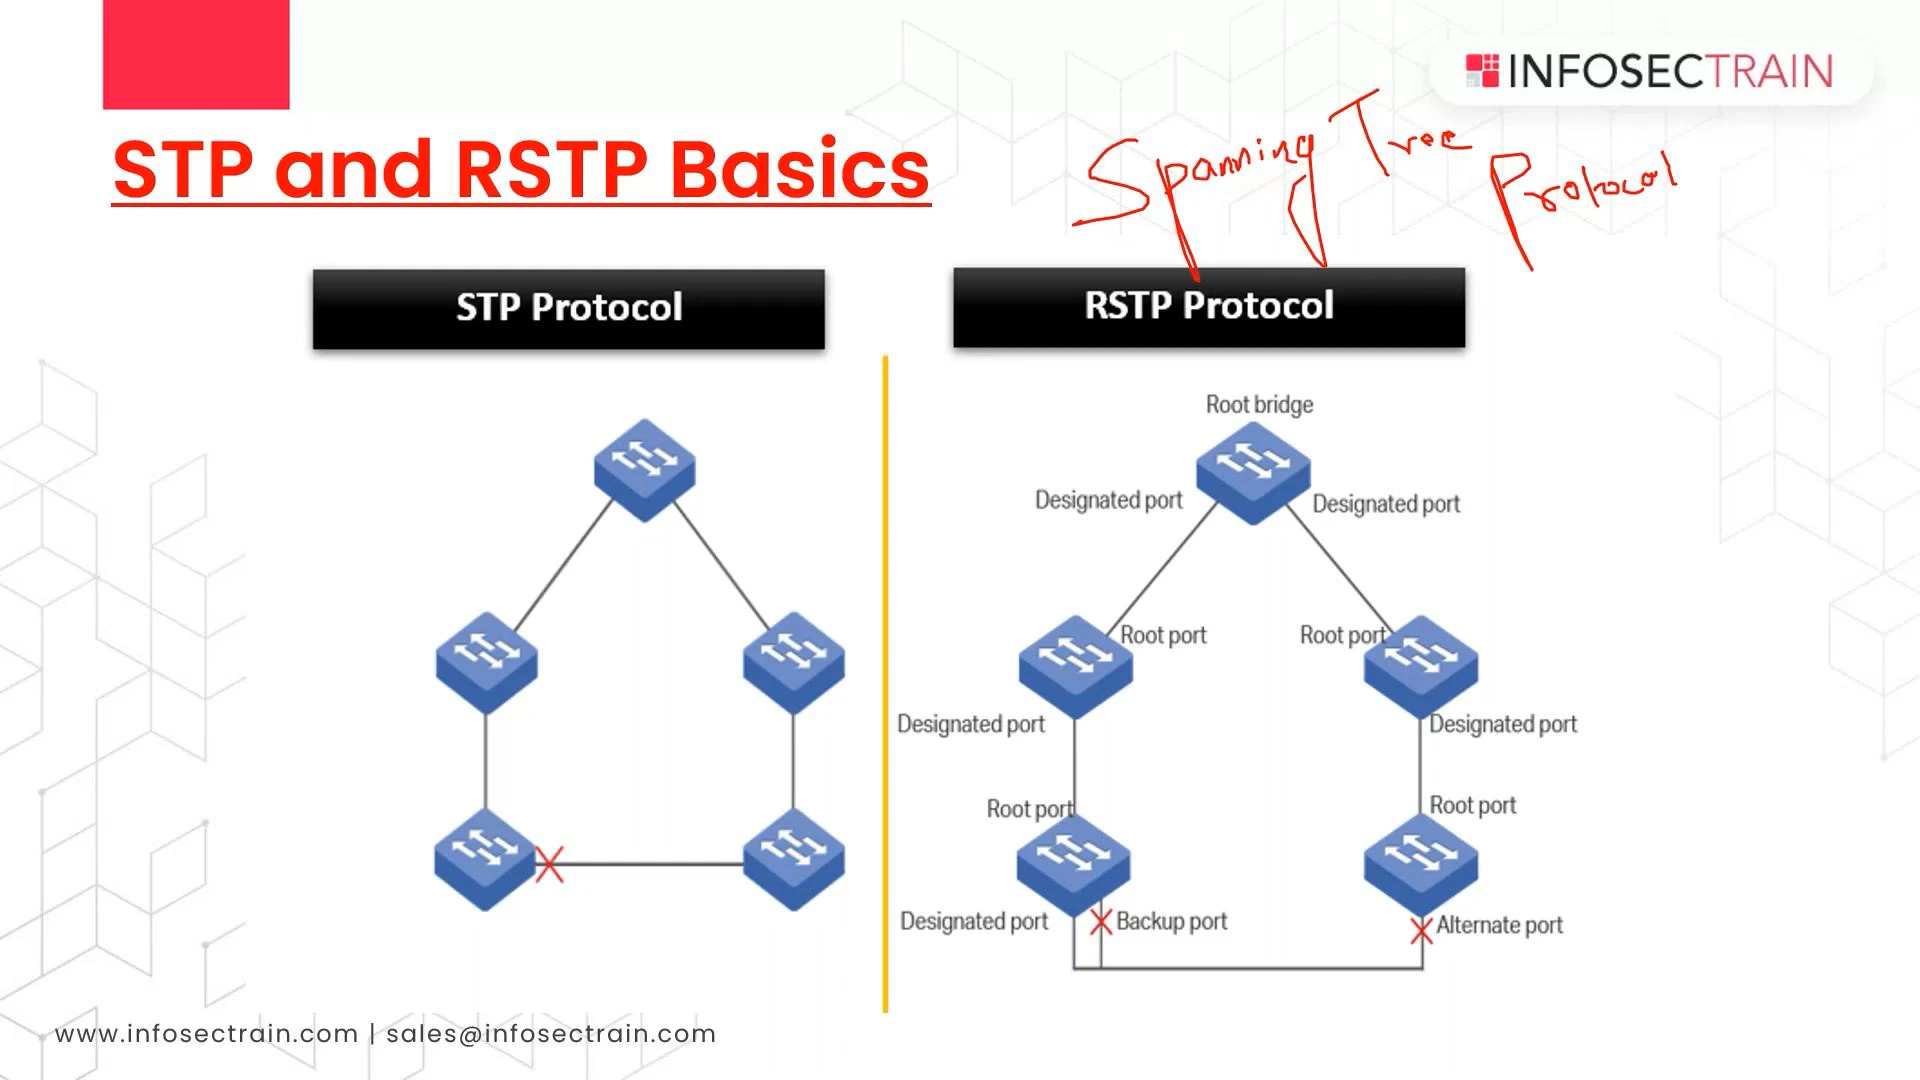 INFOSECTRAIN
STP and RSTP Basics
Spanning Tree Protocol
STP Protocol
RSTP Protocol
Root bridge
Designated port
Designated port
Root port
Root port
Designated port
Designated port
Root port
Root port
Designated port
Backup port
Alternate port
www.infosectrain.com | sales@infosectrain.com